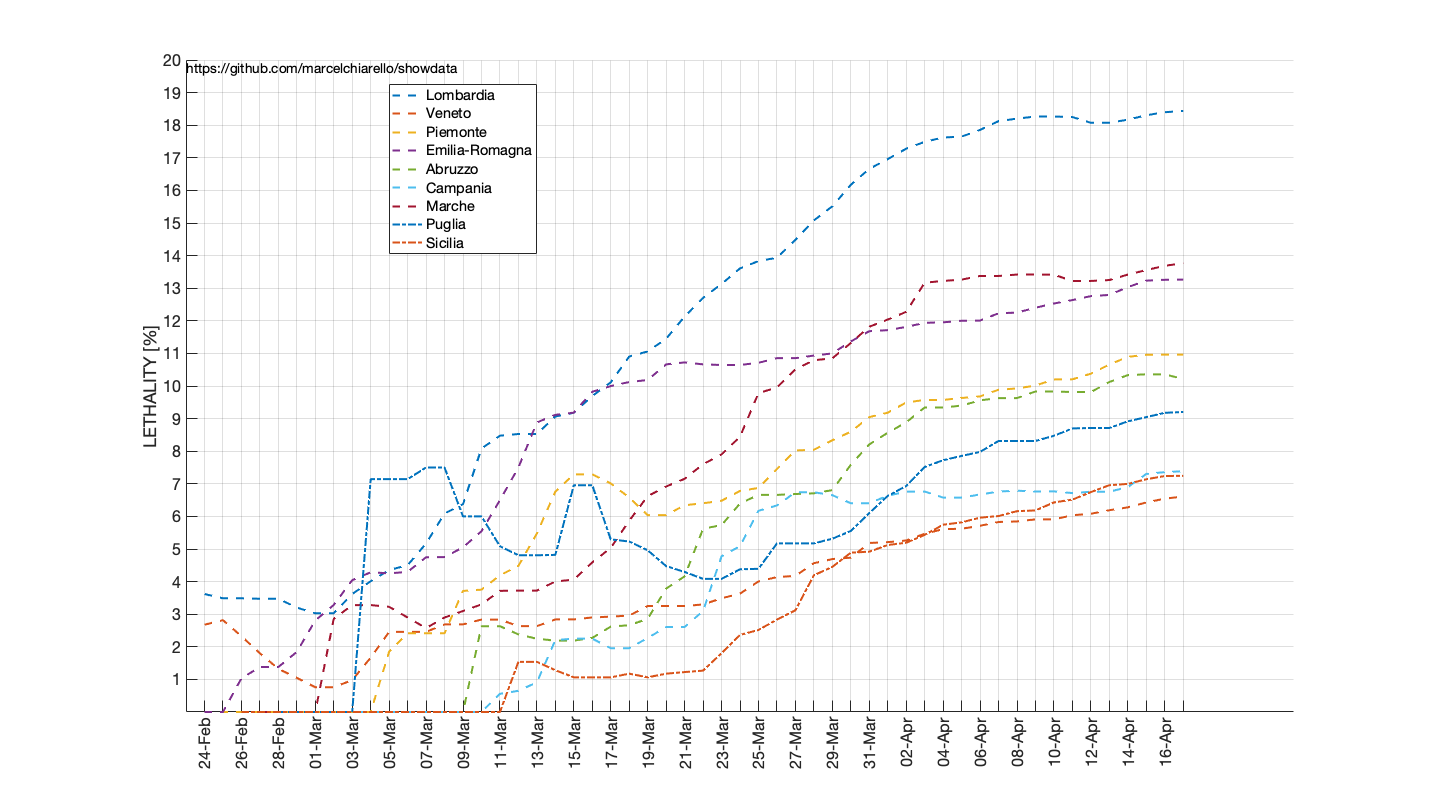 https://github.com/marcelchiarello/showdata
Lombardia
Veneto
Piemonte
Emilia-Romagna
Abruzzo
Campania
Marche
Puglia
Sicilia
LETHALITY [%]
20
19
18
17
16
15
14
13
12
11
10
9
8
7
6
5
4
3
2
1
24-Feb
26-Feb
28-Feb
01-Mar
03-Mar
05-Mar
07-Mar
09-Mar
11-Mar
13-Mar
15-Mar
17-Mar
19-Mar
21-Mar
23-Mar
25-Mar
27-Mar
29-Mar
31-Mar
02-Apr
04-Apr
06-Apr
08-Apr
10-Apr
12-Apr
14-Apr
16-Apr